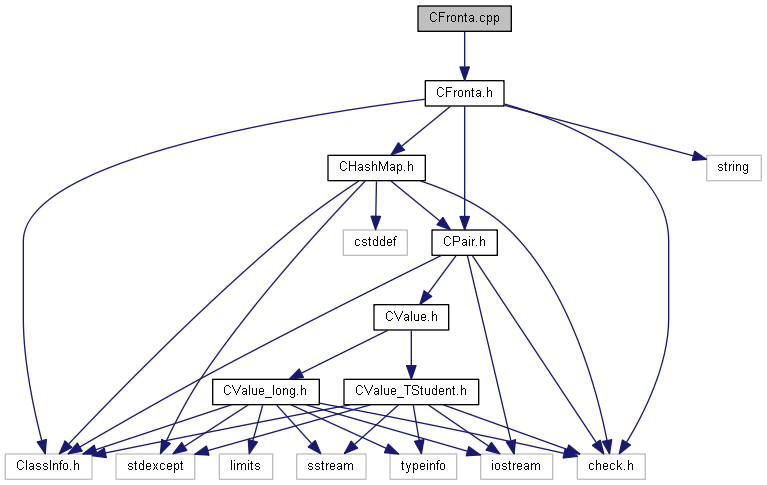 CFronta.cpp
CFronta.h
CHashMap.h
string
cstddef
CPair.h
CValue.h
CValue_long.h
CValue_TStudent.h
ClassInfo.h
stdexcept
limits
sstream
typeinfo
iostream
check.h